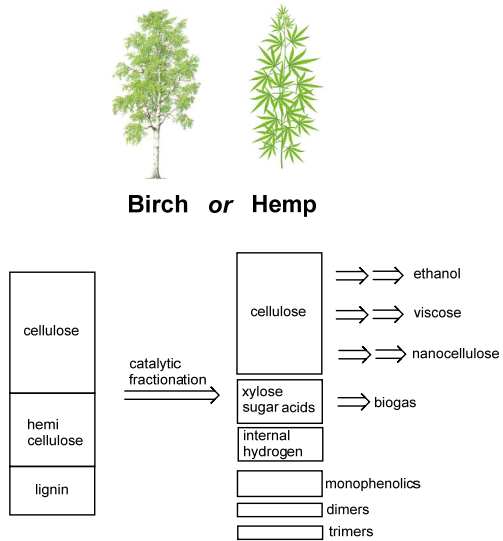 Birch or Hemp
cellulose
hemi
cellulose
lignin
catalytic
fractionation
cellulose
xylose
sugar acids
internal
hydrogen
ethanol
viscose
nanocellulose
biogas
monophenolics
dimers
trimers